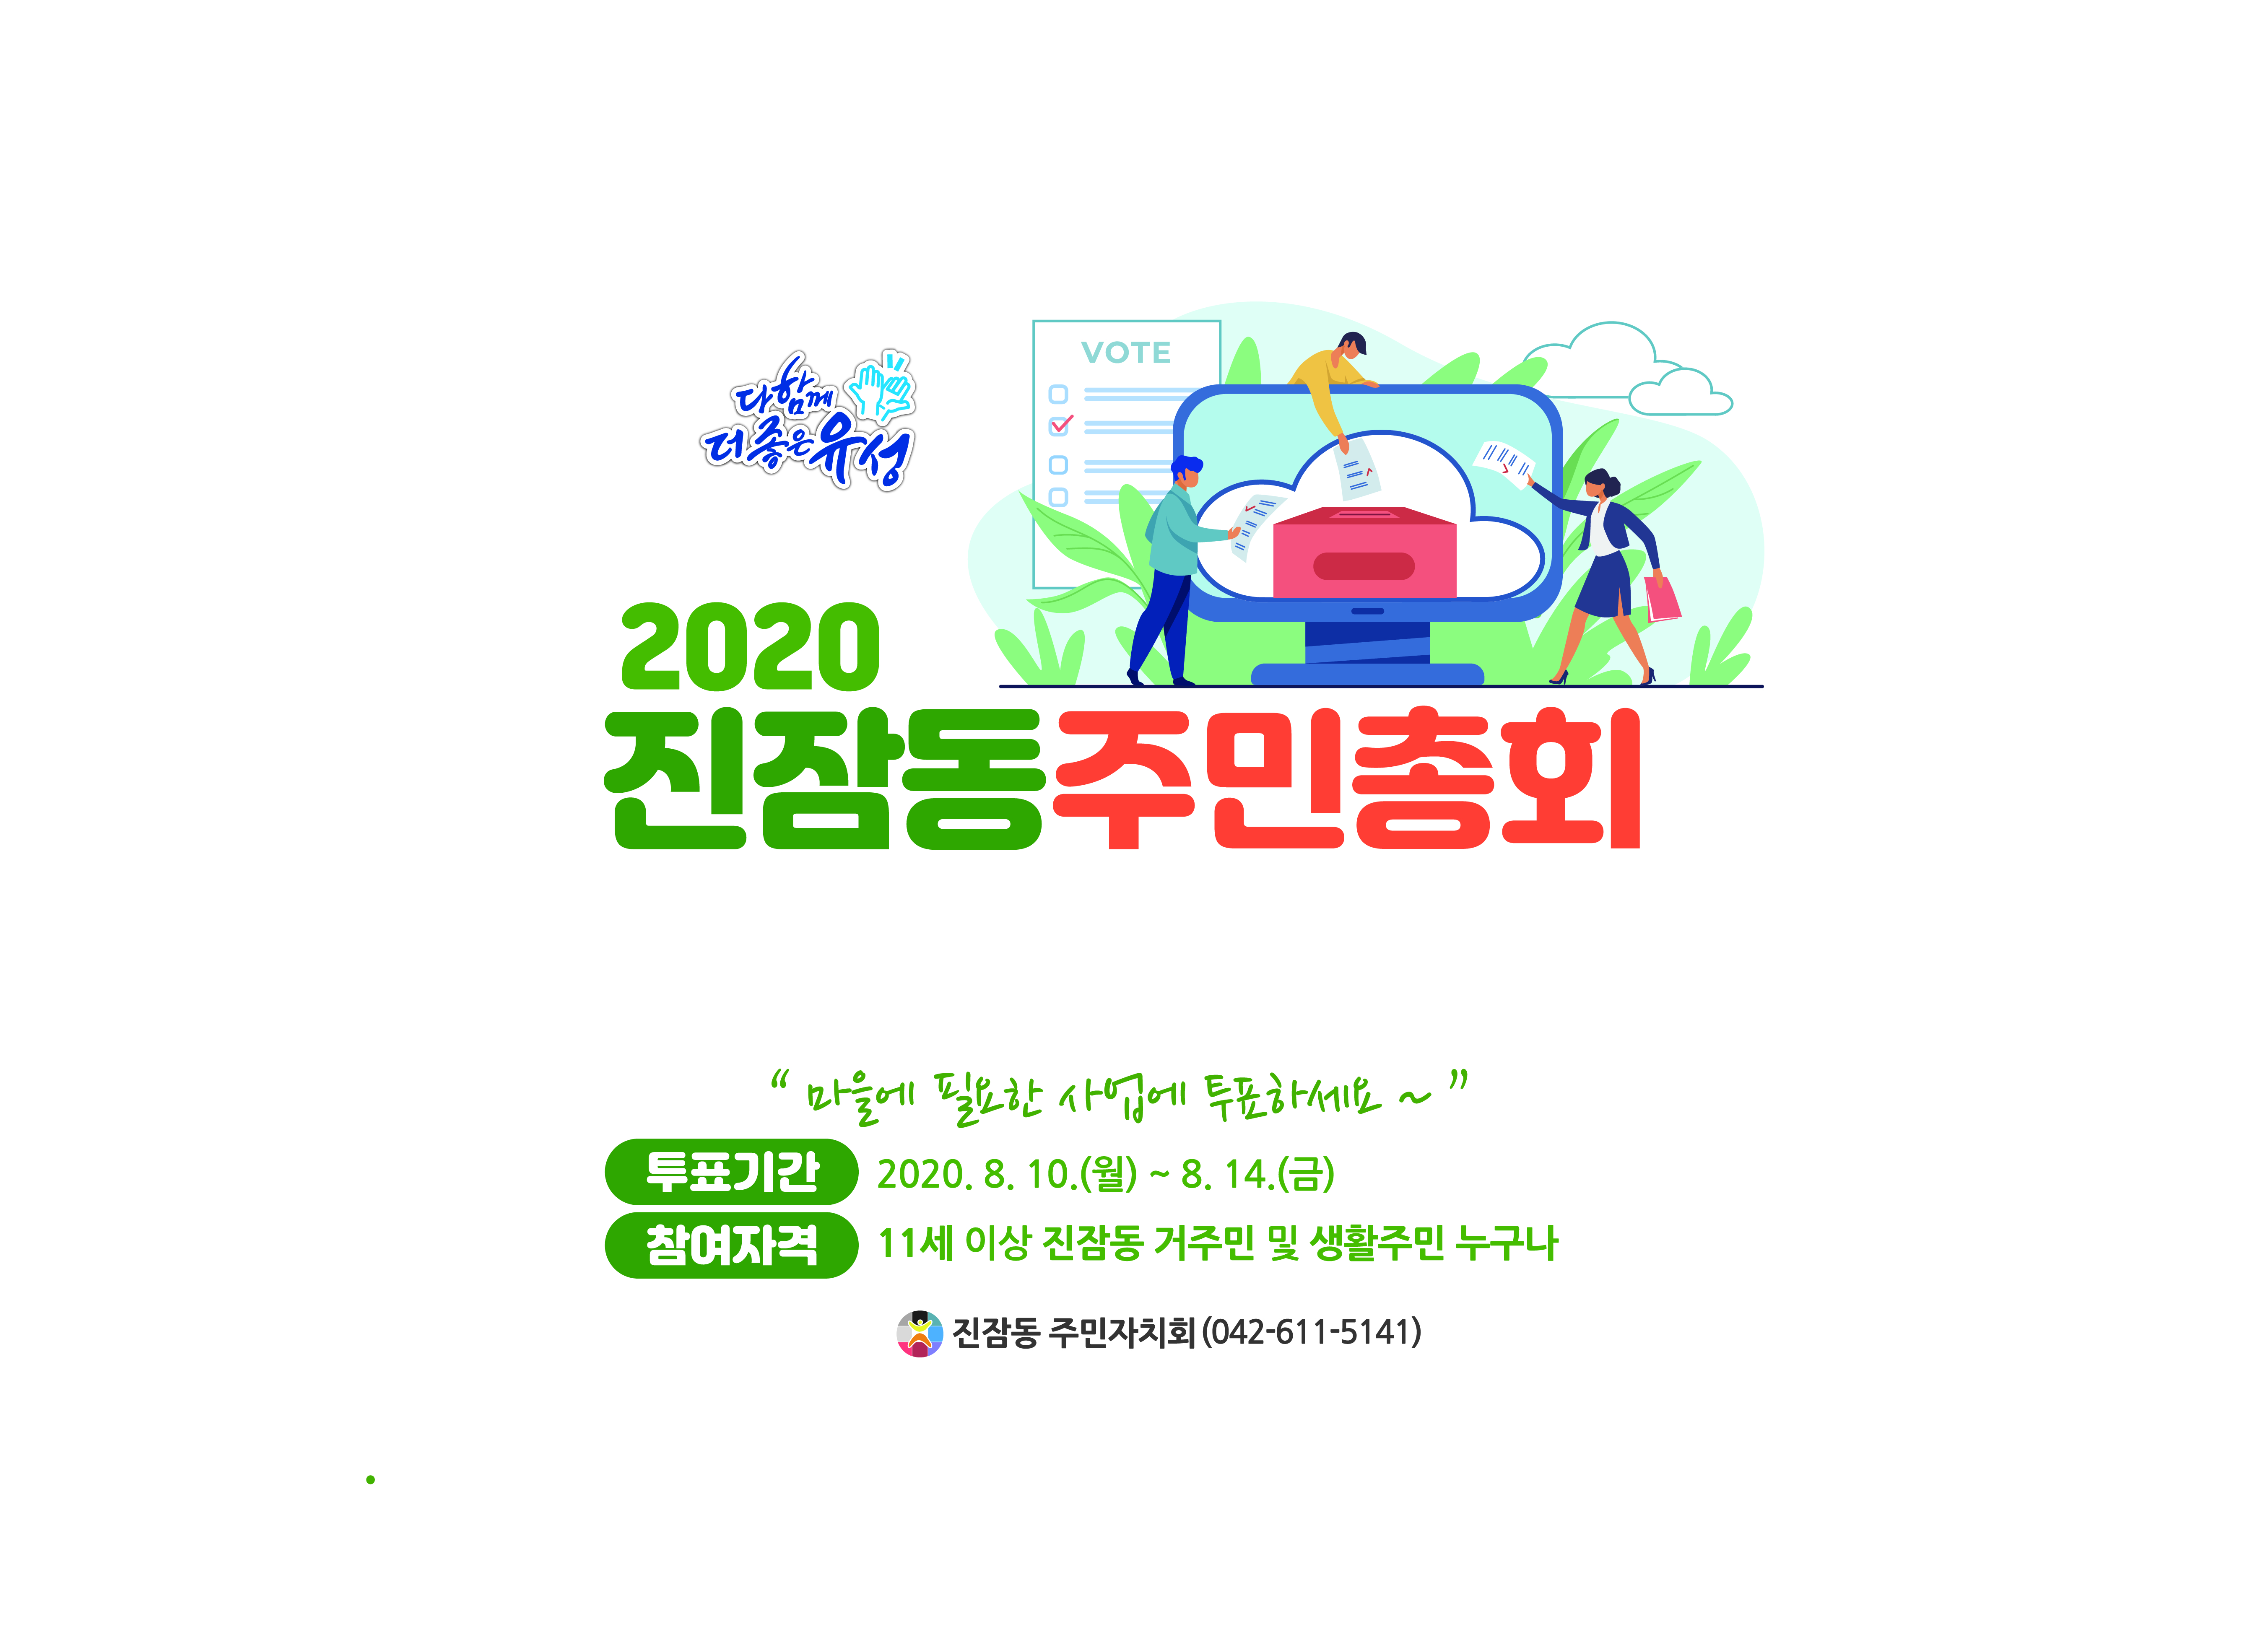 다함께
더좋은 유성
VOTE
2020
진잠동주민총회
“ 마을에 필요한 사업에 투표하세요 ~ ”
투표기간 2020. 8. 10.(월) ~ 8. 14.(금)
참여자격 11세 이상 진잠동 거주민 및 생활주민 누구나
진잠동 주민자치회 (042-611-5141)